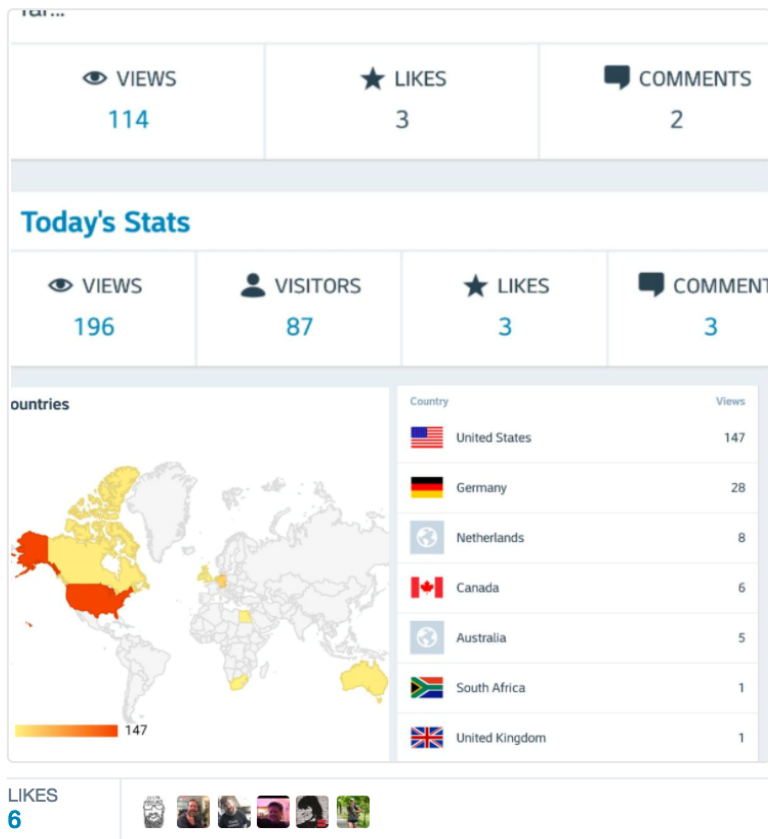 VIEWS LIKES COMMENTS
114 3 2
Today's Stats
VIEWS VISITORS LIKES COMMENT
196 87 3 3
ountries
Country Views
United States 147
Germany 28
Netherlands 8
Canada 6
Australia 5
South Africa 1
United Kingdom 1
147
LIKES
6